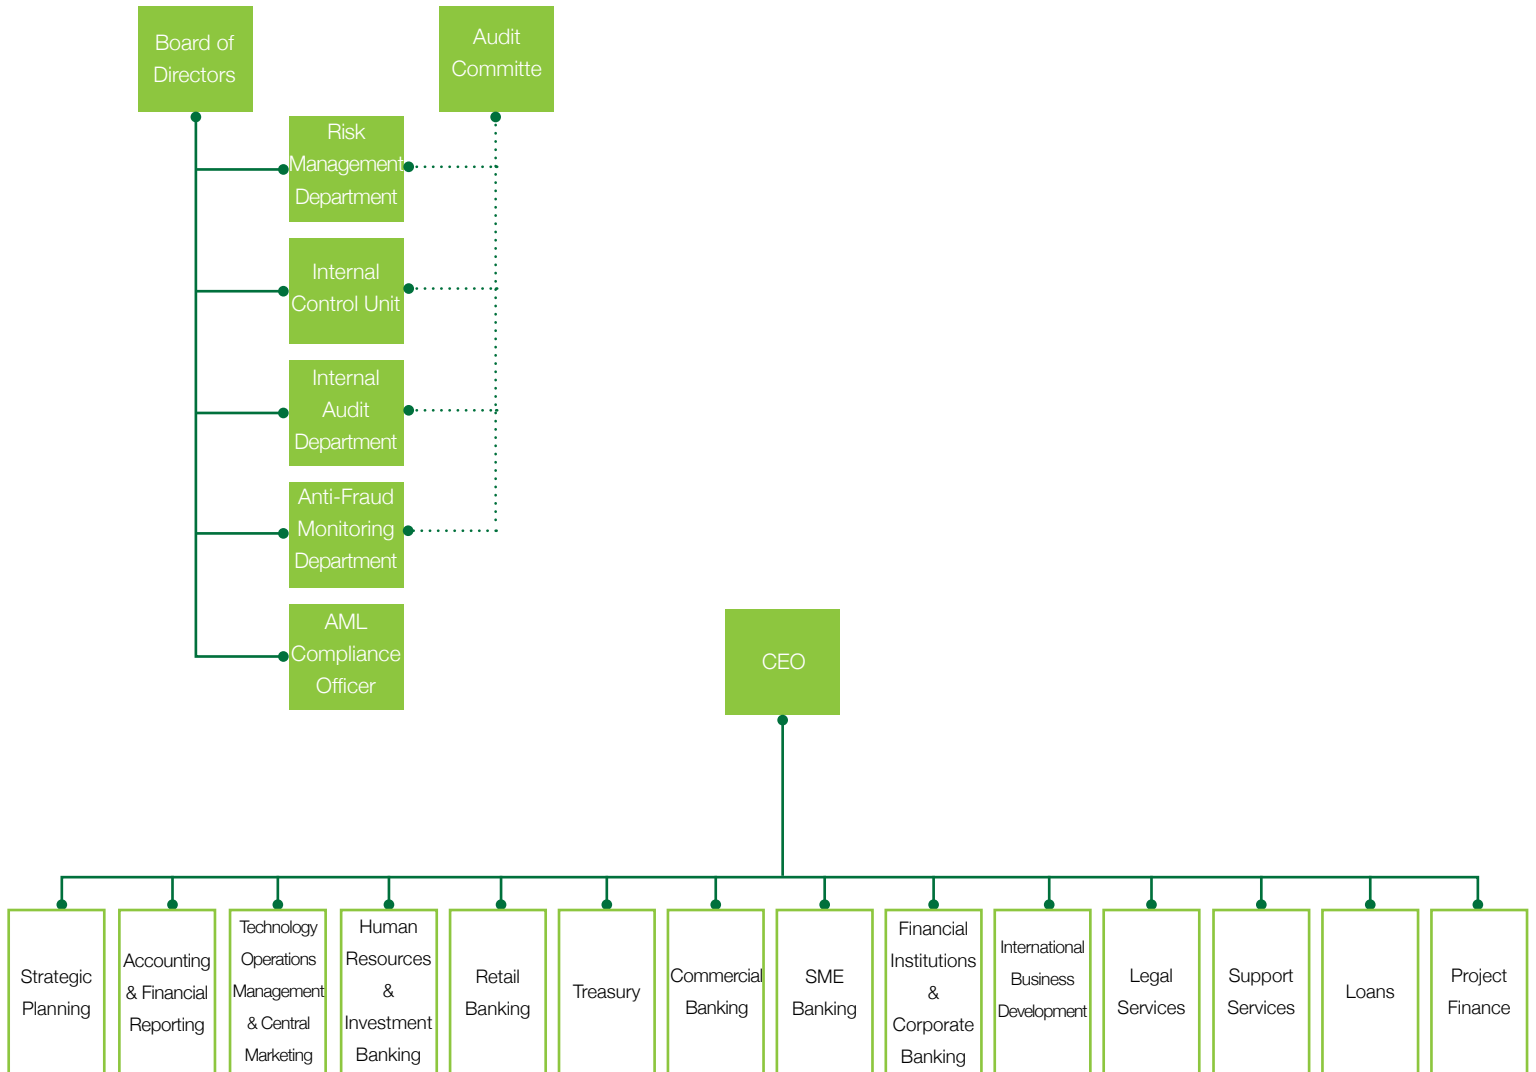 Board of
Directors
Audit
Committe
Risk
Management
Department
Internal
Control Unit
Internal
Audit
Department
Anti-Fraud
Monitoring
Department
AML
Compliance
Officer
CEO
Strategic
Planning
Accounting
& Financial
Reporting
Technology
Operations
Management
& Central
Marketing
Human
Resources
&
Investment
Banking
Retail
Banking
Treasury
Commercial
Banking
SME
Banking
Financial
Institutions
&
Corporate
Banking
International
Business
Development
Legal
Services
Support
Services
Loans
Project
Finance